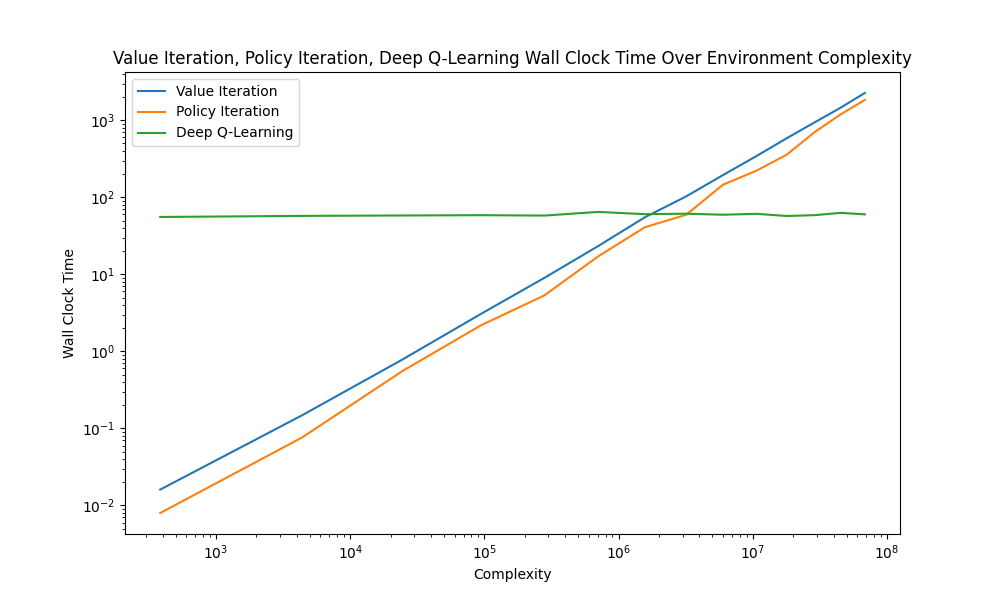 Value Iteration, Policy Iteration, Deep Q-Learning Wall Clock Time Over Environment Complexity
Value Iteration
Policy Iteration
Deep Q-Learning
Wall Clock Time
10³
10²
10¹
10⁰
10⁻¹
10⁻²
10³ 10⁴ 10⁵ 10⁶ 10⁷ 10⁸
Complexity